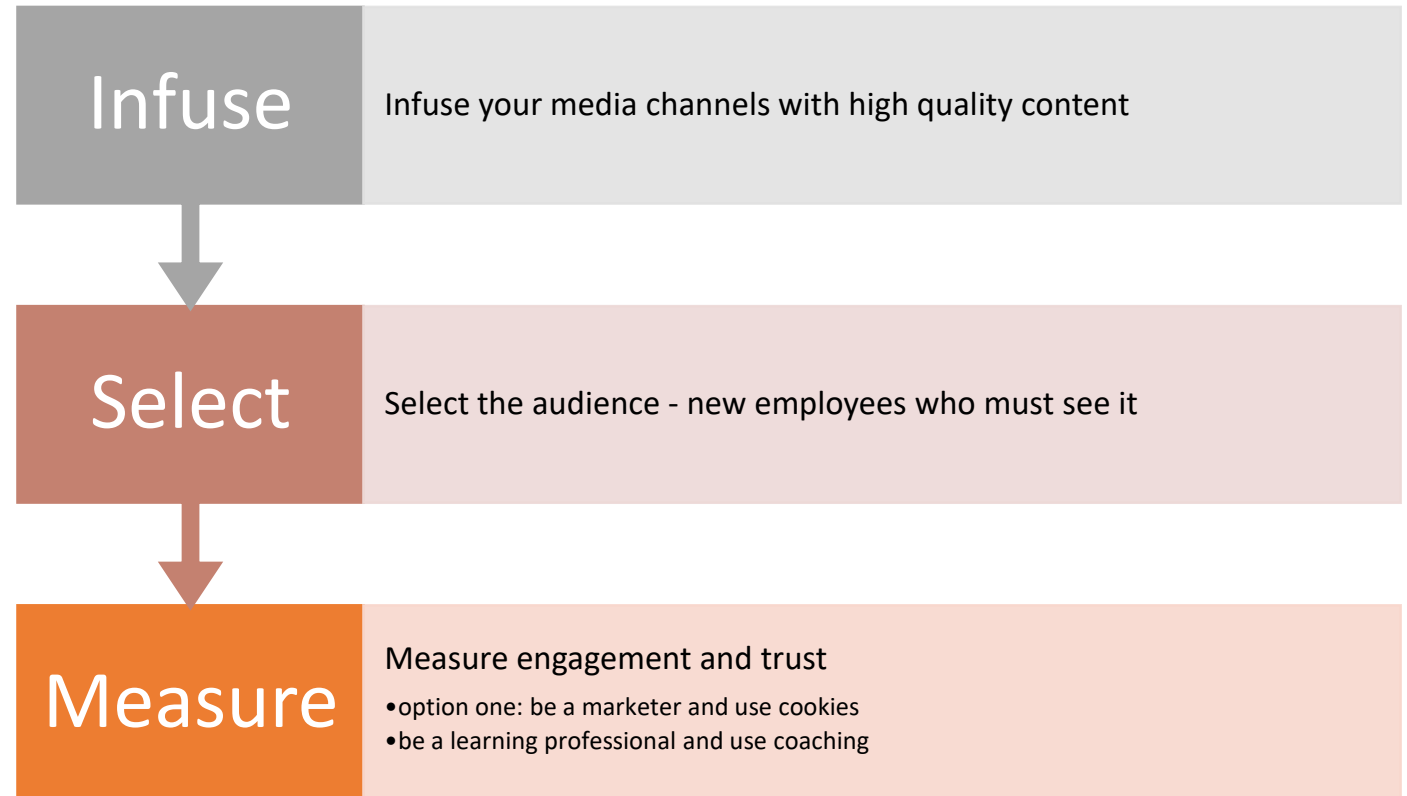 Infuse
Infuse your media channels with high quality content
Select
Select the audience - new employees who must see it
Measure
Measure engagement and trust
•option one: be a marketer and use cookies
•be a learning professional and use coaching